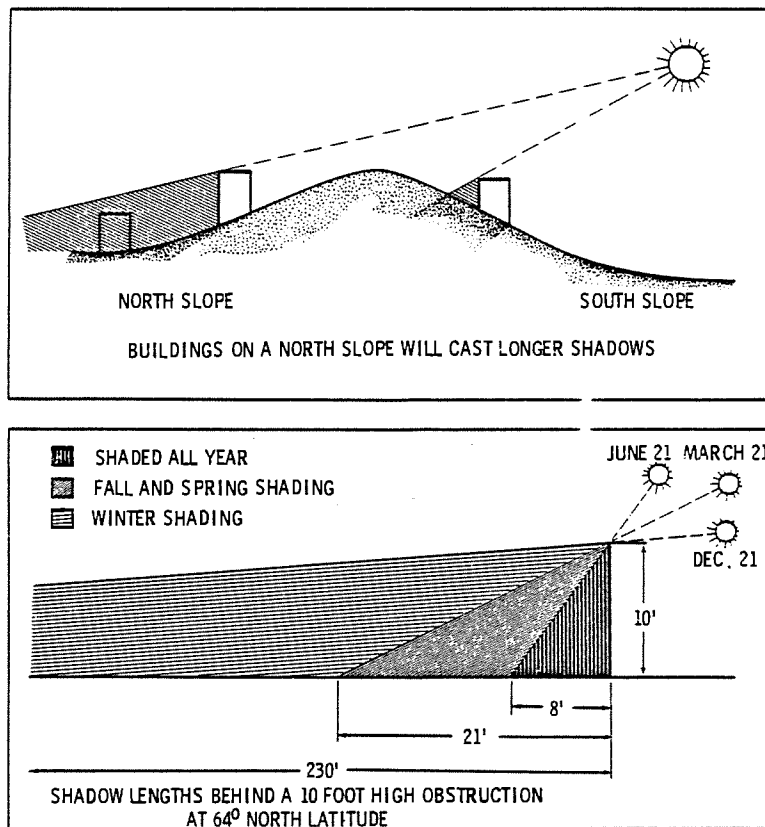 NORTH SLOPE
SOUTH SLOPE
BUILDINGS ON A NORTH SLOPE WILL CAST LONGER SHADOWS
SHADED ALL YEAR
FALL AND SPRING SHADING
WINTER SHADING
JUNE 21 MARCH 21
DEC. 21
10'
8'
21'
230'
SHADOW LENGTHS BEHIND A 10 FOOT HIGH OBSTRUCTION
AT 64⁰ NORTH LATITUDE